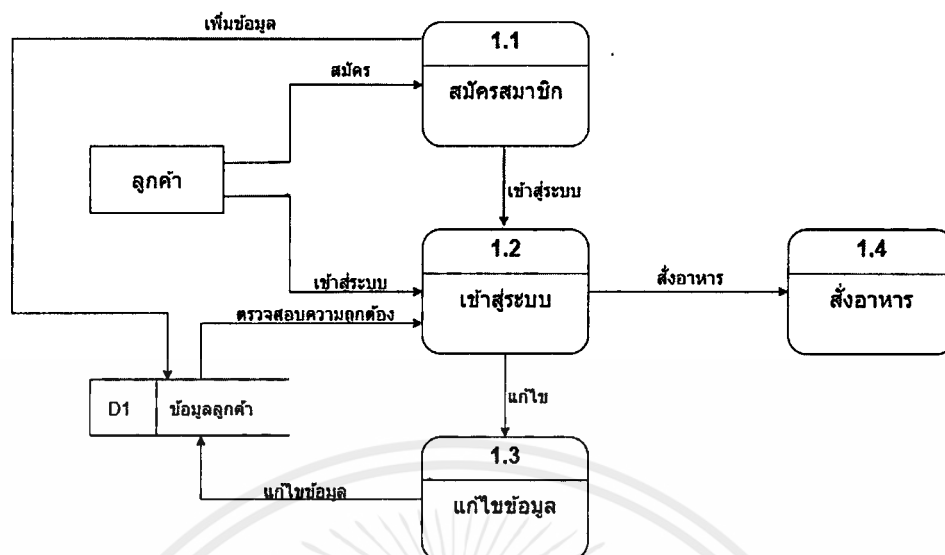 เพิ่มข้อมูล
1.1
สมัครสมาชิก
สมัคร
ลูกค้า
เข้าสู่ระบบ
1.2
เข้าสู่ระบบ
เข้าสู่ระบบ
สั่งอาหาร
1.4
สั่งอาหาร
ตรวจสอบความถูกต้อง
D1
ข้อมูลลูกค้า
แก้ไข
1.3
แก้ไขข้อมูล
แก้ไขข้อมูล